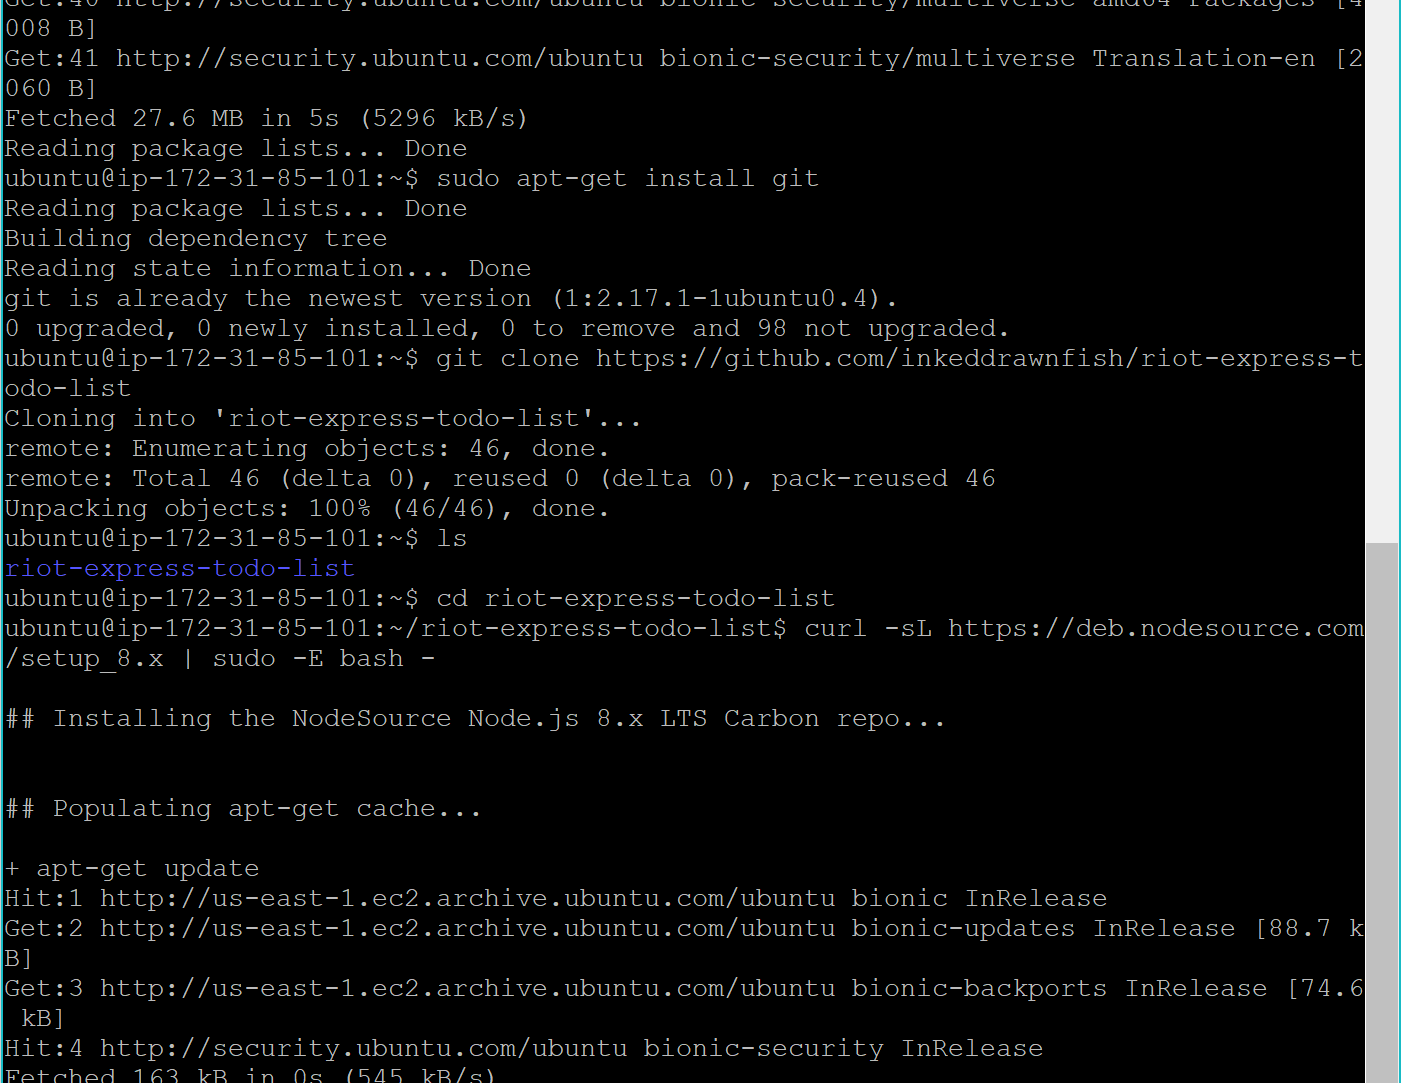 Get:40 http://security.ubuntu.com/ubuntu bionic-security/multiverse amd64 Packages [4
008 B]
Get:41 http://security.ubuntu.com/ubuntu bionic-security/multiverse Translation-en [2
060 B]
Fetched 27.6 MB in 5s (5296 kB/s)
Reading package lists... Done
ubuntu@ip-172-31-85-101:~$ sudo apt-get install git
Reading package lists... Done
Building dependency tree
Reading state information... Done
git is already the newest version (1:2.17.1-1ubuntu0.4).
0 upgraded, 0 newly installed, 0 to remove and 98 not upgraded.
ubuntu@ip-172-31-85-101:~$ git clone https://github.com/inkeddrawnfish/riot-express-t
odo-list
Cloning into 'riot-express-todo-list'...
remote: Enumerating objects: 46, done.
remote: Total 46 (delta 0), reused 0 (delta 0), pack-reused 46
Unpacking objects: 100% (46/46), done.
ubuntu@ip-172-31-85-101:~$ ls
riot-express-todo-list
ubuntu@ip-172-31-85-101:~$ cd riot-express-todo-list
ubuntu@ip-172-31-85-101:~/riot-express-todo-list$ curl -sL https://deb.nodesource.com
/setup_8.x | sudo -E bash -
## Installing the NodeSource Node.js 8.x LTS Carbon repo...
## Populating apt-get cache...
+ apt-get update
Hit:1 http://us-east-1.ec2.archive.ubuntu.com/ubuntu bionic InRelease
Get:2 http://us-east-1.ec2.archive.ubuntu.com/ubuntu bionic-updates InRelease [88.7 k
B]
Get:3 http://us-east-1.ec2.archive.ubuntu.com/ubuntu bionic-backports InRelease [74.6
 kB]
Hit:4 http://security.ubuntu.com/ubuntu bionic-security InRelease
Fetched 163 kB in 0s (545 kB/s)